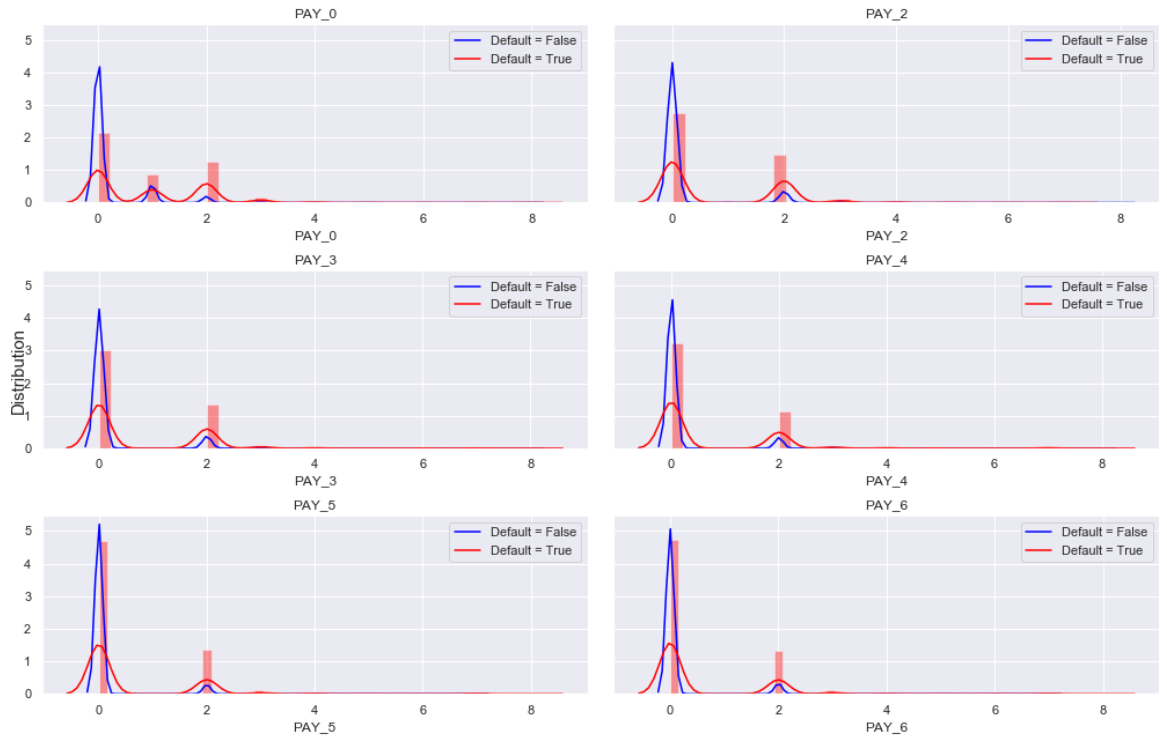 PAY_0
5
4
3
2
1
0
Default = False
Default = True
0
2
4
6
8
PAY_0
PAY_2
Default = False
Default = True
0
2
4
6
8
PAY_2
Distribution
PAY_3
5
4
3
2
1
0
Default = False
Default = True
0
2
4
6
8
PAY_3
PAY_4
Default = False
Default = True
0
2
4
6
8
PAY_4
PAY_5
5
4
3
2
1
0
Default = False
Default = True
0
2
4
6
8
PAY_5
PAY_6
Default = False
Default = True
0
2
4
6
8
PAY_6